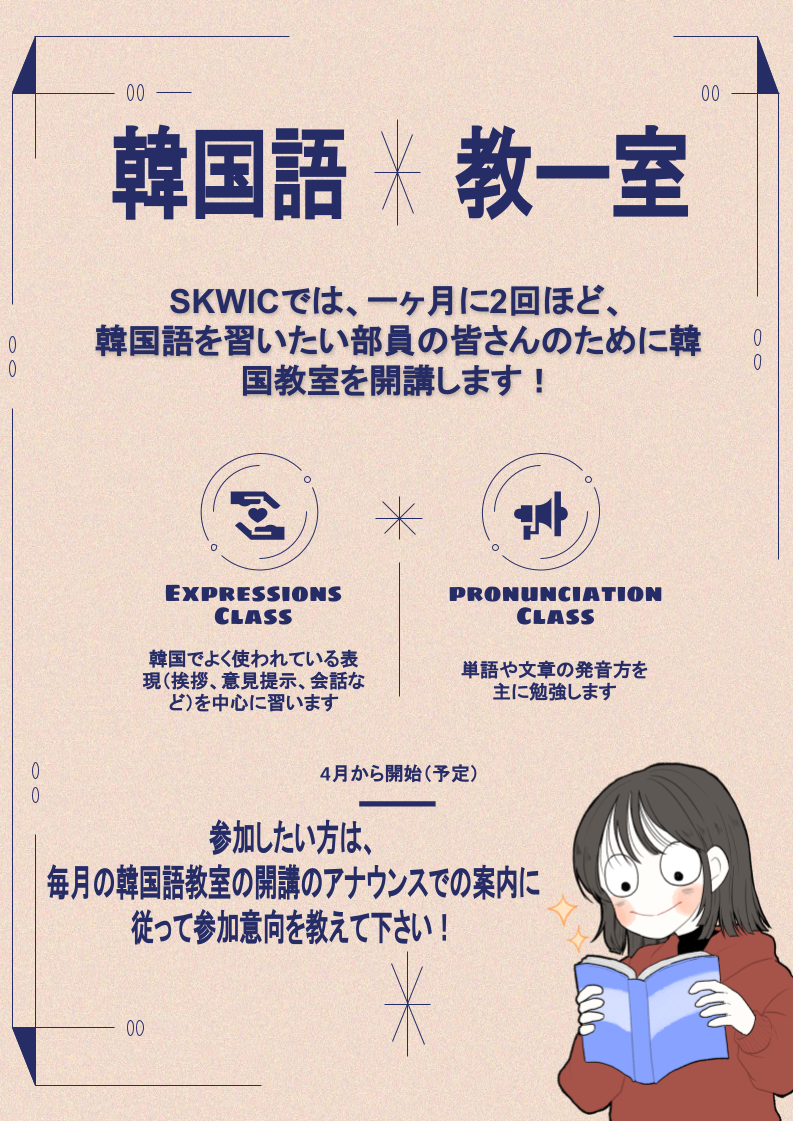 韓国語 教一室
SKWICでは、一ヶ月に2回ほど、
韓国語を習いたい部員の皆さんのために韓
国教室を開講します！
EXPRESSIONS
CLASS
韓国でよく使われている表
現（挨拶、意見提示、会話な
ど）を中心に習います
PRONUNCIATION
CLASS
単語や文章の発音方を
主に勉強します
4月から開始（予定）
参加したい方は、
毎月の韓国語教室の開講のアナウンスでの案内に
従って参加意向を教えて下さい！